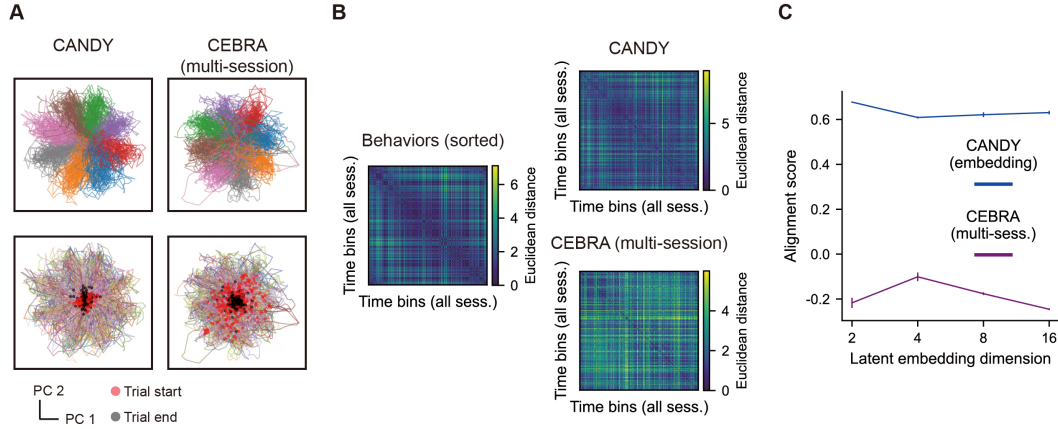 A
CANDY
CEBRA
(multi-session)
PC 2
PC 1
Trial start
Trial end
B
Behaviors (sorted)
Time bins (all sess.)
Time bins (all sess.)
6
4
2
0
Euclidean distance
CANDY
Time bins (all sess.)
Time bins (all sess.)
5
0
Euclidean distance
CEBRA (multi-session)
Time bins (all sess.)
Time bins (all sess.)
4
2
0
Euclidean distance
C
Alignment score
0.6
0.4
0.2
0.0
-0.2
CANDY
(embedding)
CEBRA
(multi-sess.)
2
4
8
16
Latent embedding dimension